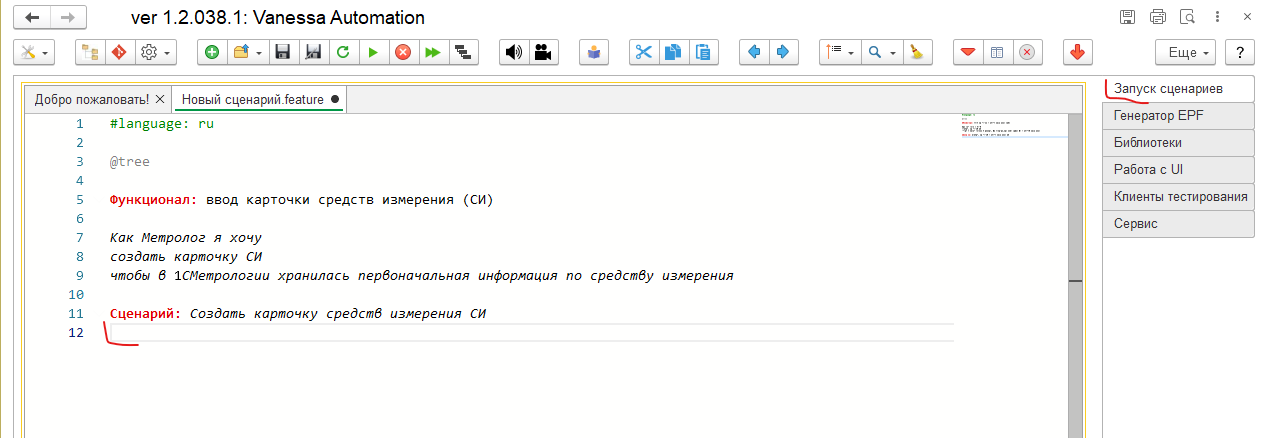 ver 1.2.038.1: Vanessa Automation
Еще
?
Добро пожаловать!
Новый сценарий.feature
1 #language: ru
2
3 @tree
4
5 Функционал: ввод карточки средств измерения (СИ)
6
7 Как Метролог я хочу
8 создать карточку СИ
9 чтобы в 1СМетрологии хранилась первоначальная информация по средству измерения
10
11 Сценарий: Создать карточку средств измерения СИ
12
Запуск сценариев
Генератор EPF
Библиотеки
Работа с UI
Клиенты тестирования
Сервис